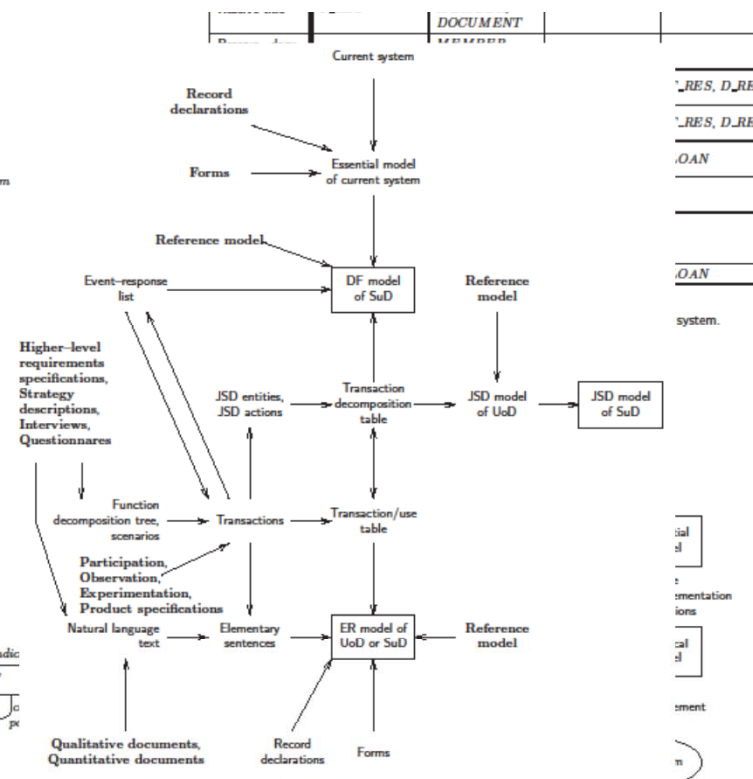 DOCUMENT
Current system
Record
declarations
_RES, D_RE
_RES, D_RE
Essential model
of current system
Forms
OAN
m
Reference model
Event–response
list
DF model
of SuD
Reference
model
OAN
system.
Higher–level
requirements
specifications,
Strategy
descriptions,
Interviews,
Questionnares
JSD entities,
JSD actions
Transaction
decomposition
table
JSD model
of UoD
JSD model
of SuD
Function
decomposition tree,
scenarios
Transactions
Transaction/use
table
Participation,
Observation,
Experimentation,
Product specifications
ementation
ions
Natural language
text
Elementary
sentences
ER model of
UoD or SuD
Reference
model
ement
Qualitative documents,
Quantitative documents
Record
declarations
Forms
m